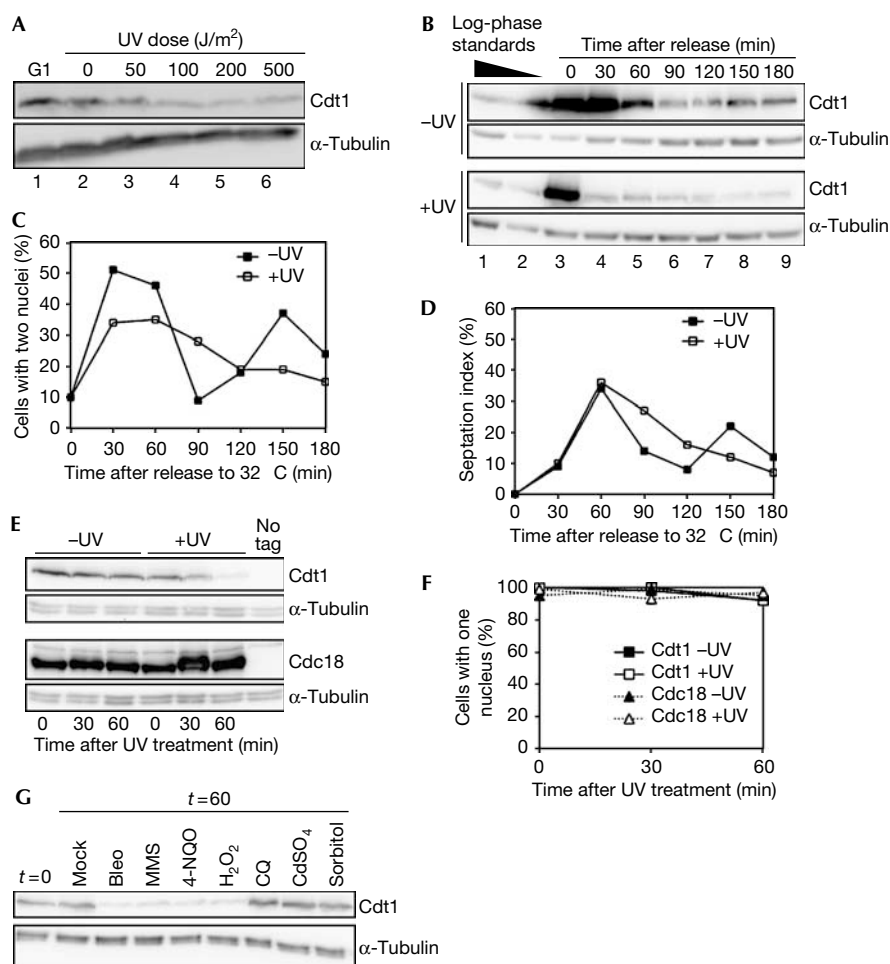 A
UV dose (J/m²)
G1 0 50 100 200 500
Cdt1
α-Tubulin
1 2 3 4 5 6
B
Log-phase standards
Time after release (min)
0 30 60 90 120 150 180
–UV
Cdt1
α-Tubulin
+UV
Cdt1
α-Tubulin
1 2 3 4 5 6 7 8 9
C
Cells with two nuclei (%)
60
50
40
30
20
10
0
–UV
+UV
0 30 60 90 120 150 180
Time after release to 32 C (min)
D
Septation index (%)
60
50
40
30
20
10
0
–UV
+UV
0 30 60 90 120 150 180
Time after release to 32 C (min)
E
–UV +UV No tag
Cdt1
α-Tubulin
Cdc18
α-Tubulin
0 30 60 0 30 60
Time after UV treatment (min)
F
Cells with one nucleus (%)
100
80
60
40
20
0
Cdt1 –UV
Cdt1 +UV
Cdc18 –UV
Cdc18 +UV
0 30 60
Time after UV treatment (min)
G
t=60
t=0 Mock Bleo MMS 4-NQO H₂O₂ CQ CdSO₄ Sorbitol
Cdt1
α-Tubulin